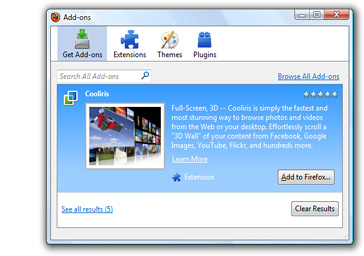 Add-ons
Get Add-ons Extensions Themes Plugins
Search All Add-ons Browse All Add-ons
Cooliris
Full-Screen, 3D -- Cooliris is simply the fastest and
most stunning way to browse photos and videos
from the Web or your desktop. Effortlessly scroll a
"3D Wall" of your content from Facebook, Google
Images, YouTube, Flickr, and hundreds more.
Learn More
Extension Add to Firefox...
See all results (5) Clear Results